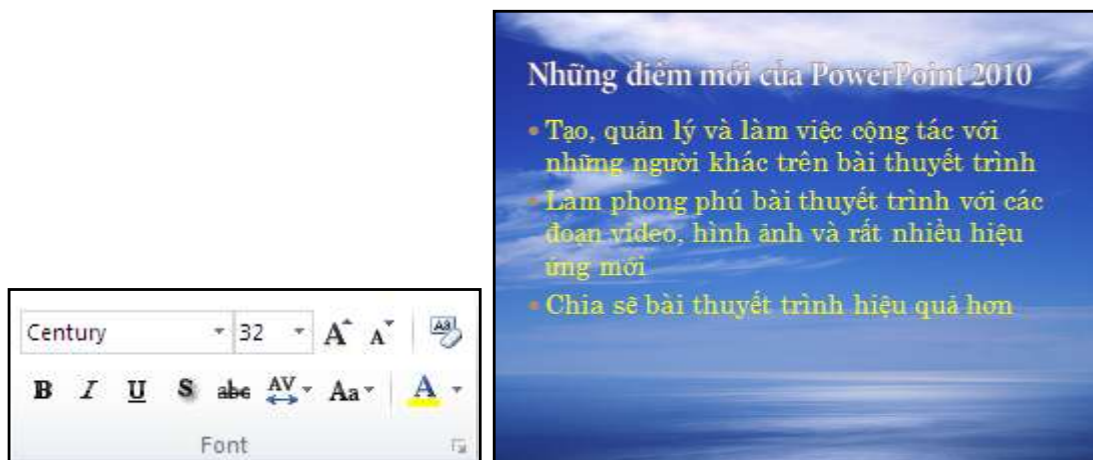 Century 32 A A Aa
B I U S abc AV Aa A
Font
Những điểm mới của PowerPoint 2010
Tạo, quản lý và làm việc cộng tác với
những người khác trên bài thuyết trình
Làm phong phú bài thuyết trình với các
đoạn video, hình ảnh và rất nhiều hiệu
ứng mới
Chia sẽ bài thuyết trình hiệu quả hơn